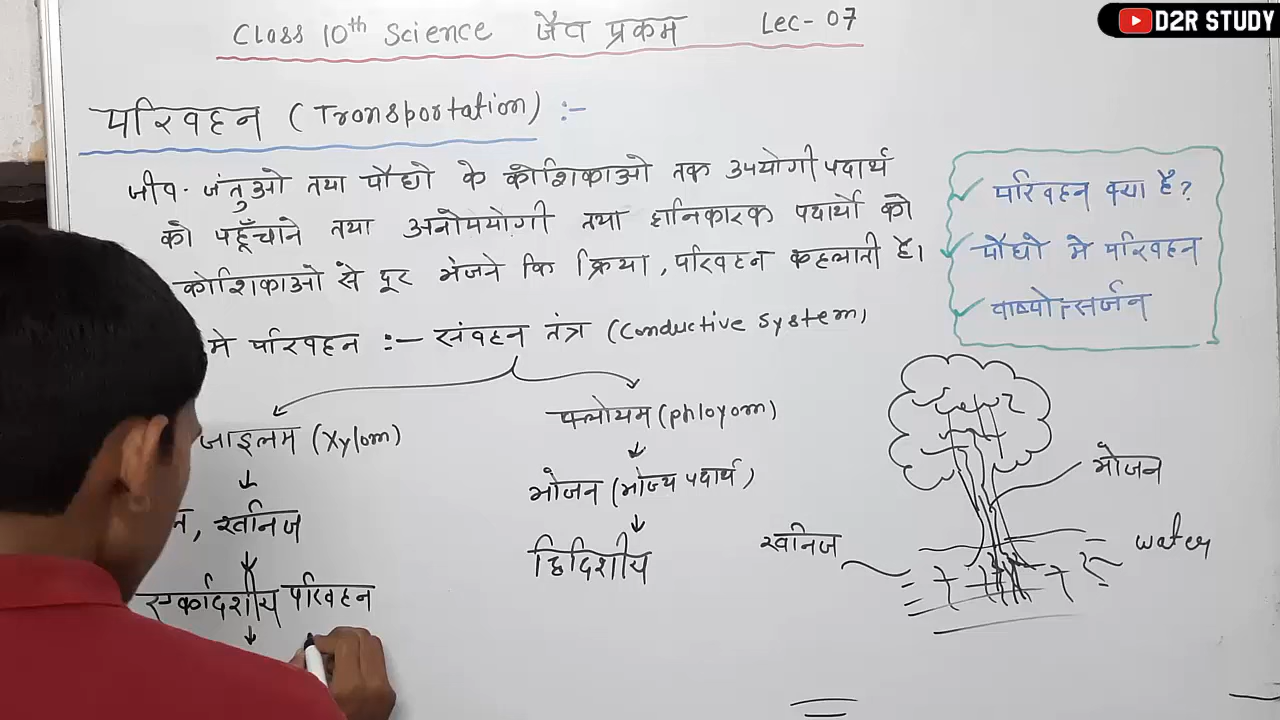 Class 10th Science जैव प्रक्रम Lec-07
D2R STUDY
परिवहन (Transportation) :-
जीव-जंतुओ तथा पौधो के कोशिकाओ तक उपयोगी पदार्थ
को पहूँचाने तथा अनोपयोगी तथा हानिकारक पदार्थो को
कोशिकाओ से दूर भेजने कि क्रिया, परिवहन कहलाती है।
मे परिवहन :- संवहन तंत्र (Conductive System)
जाइलम (Xylom)
फ्लोयम (phloyom)
खनिज
भोजन (भोज्य पदार्थ)
एकदिशीय परिवहन
द्विदिशीय
परिवहन क्या है?
पौधो मे परिवहन
वाष्पोत्सर्जन
भोजन
खनिज
water